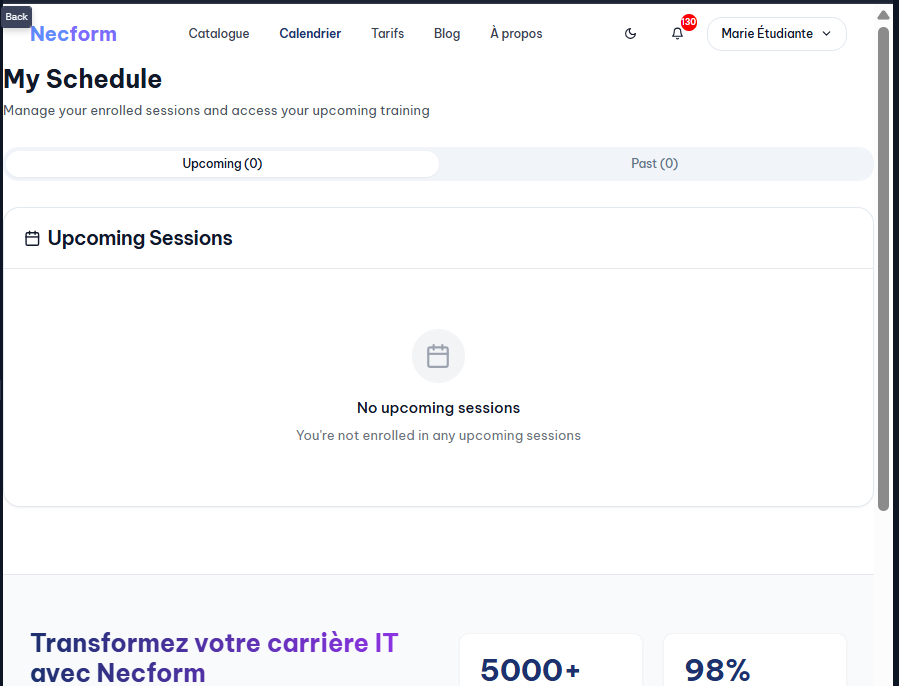 Back
Necform
Catalogue
Calendrier
Tarifs
Blog
À propos
130
Marie Étudiante
My Schedule
Manage your enrolled sessions and access your upcoming training
Upcoming (0)
Past (0)
Upcoming Sessions
No upcoming sessions
You're not enrolled in any upcoming sessions
Transformez votre carrière IT
avec Necform
5000+
98%